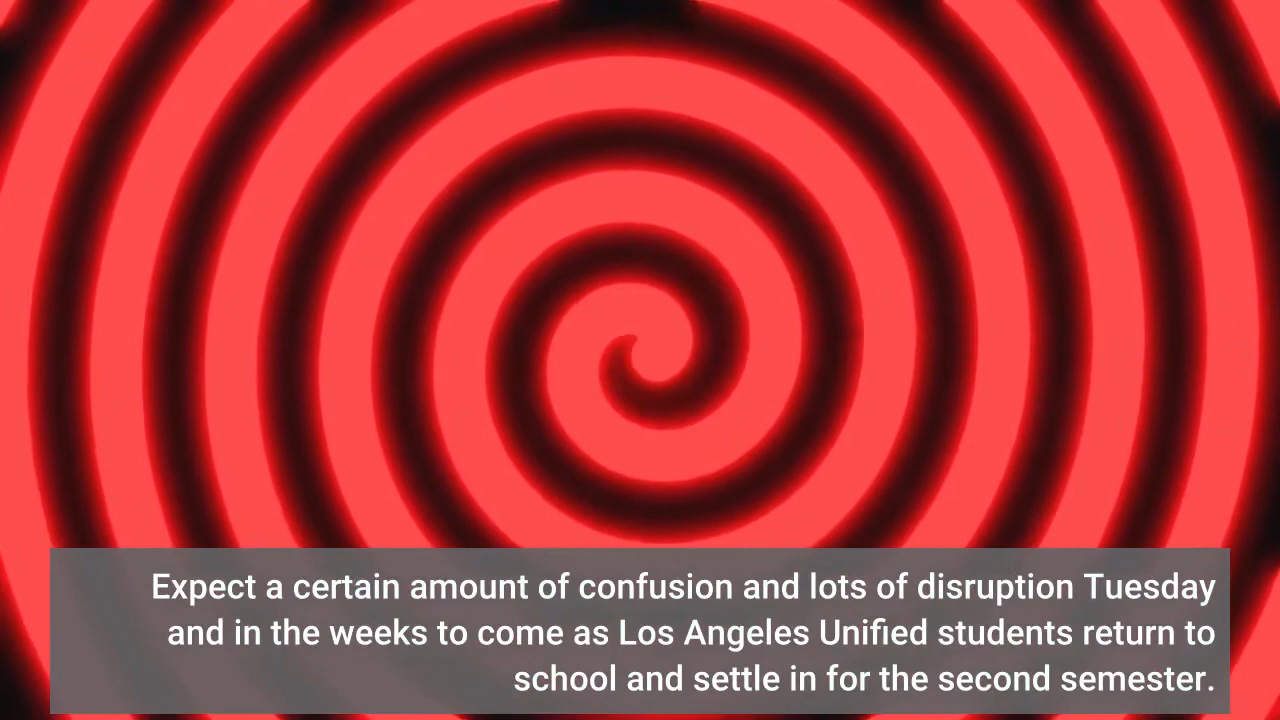 Expect a certain amount of confusion and lots of disruption Tuesday
and in the weeks to come as Los Angeles Unified students return to
school and settle in for the second semester.